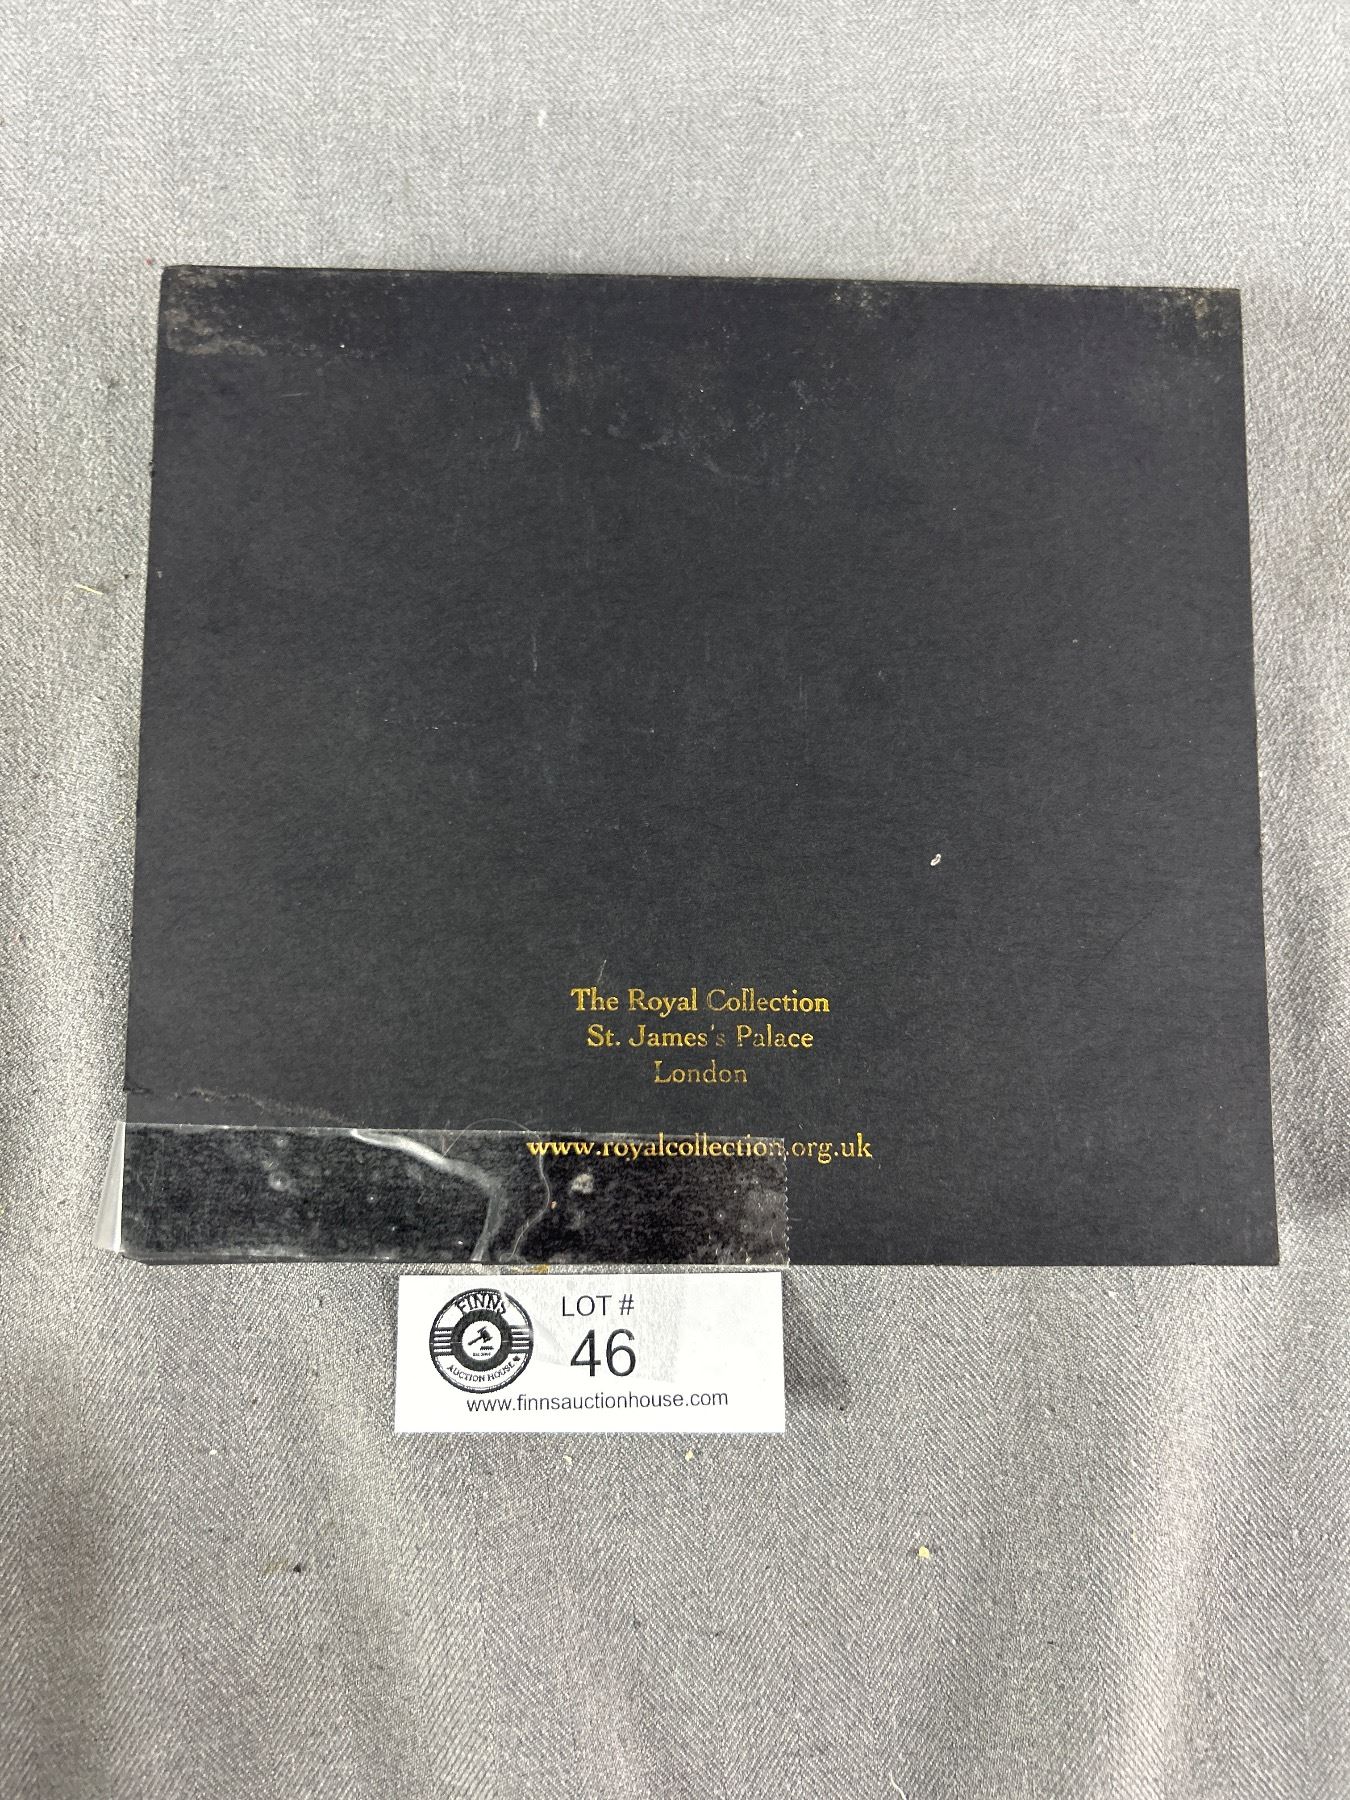 The Royal Collection
St. James's Palace
London
www.royalcollection.org.uk
FINNS
AUCTION HOUSE
LOT #
46
www.finnsauctionhouse.com